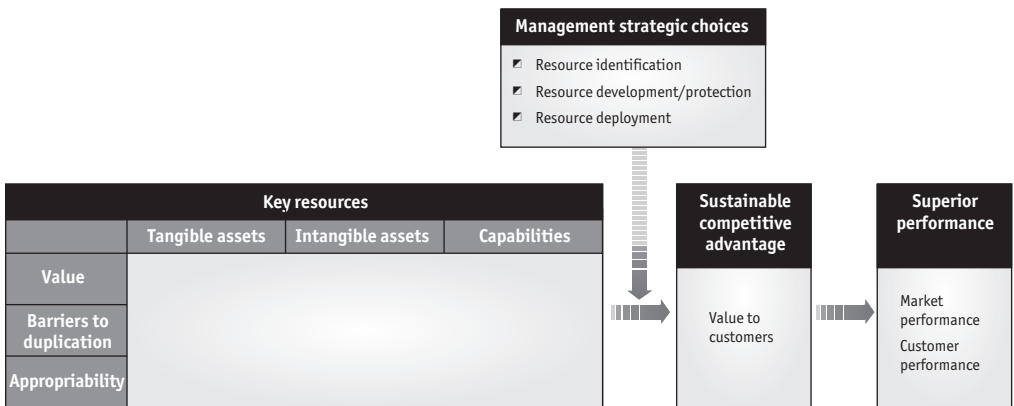 Management strategic choices
Resource identification
Resource development/protection
Resource deployment
Key resources
Tangible assets
Intangible assets
Capabilities
Value
Barriers to
duplication
Appropriability
Sustainable
competitive
advantage
Value to
customers
Superior
performance
Market
performance
Customer
performance